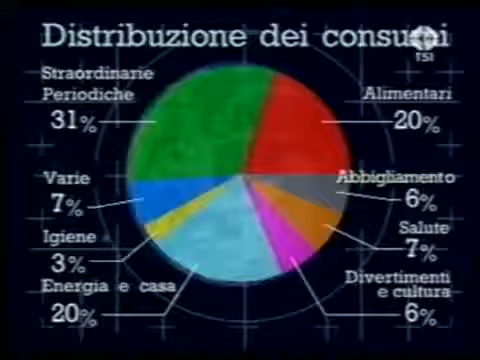 Distribuzione dei consumi
TSI
Straordinarie
Periodiche
31%
Alimentari
20%
Varie
7%
Abbigliamento
6%
Igiene
3%
Salute
7%
Energia e casa
20%
Divertimenti
e cultura
6%